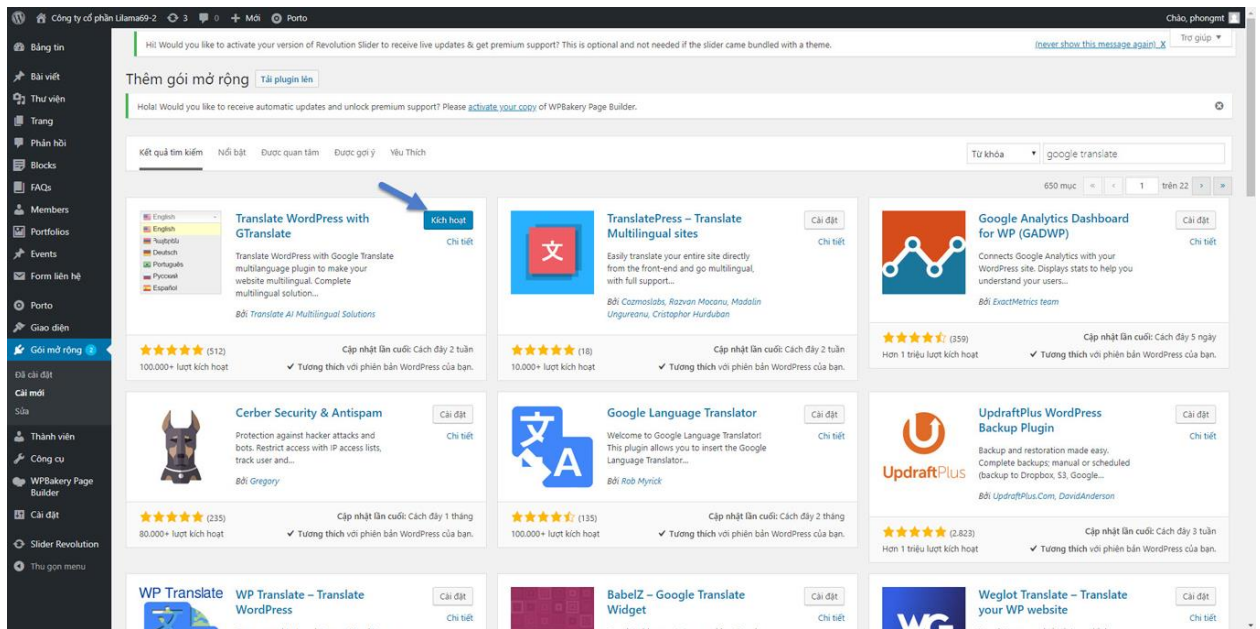 Công ty cổ phần Lilama69-2 3 0 + Mới Porto Chào, phongmt
Bảng tin
Bài viết
Thư viện
Trang
Phản hồi
Blocks
FAQs
Members
Portfolios
Events
Form liên hệ
Porto
Giao diện
Gói mở rộng 2
Đã cài đặt
Cài mới
Sửa
Thành viên
Công cụ
WPBakery Page
Builder
Cài đặt
Slider Revolution
Thu gọn menu
Hi! Would you like to activate your version of Revolution Slider to receive live updates & get premium support? This is optional and not needed if the slider came bundled with a theme.
(never show this message again) X
Trợ giúp ▼
Thêm gói mở rộng Tải plugin lên
Hola! Would you like to receive automatic updates and unlock premium support? Please activate your copy of WPBakery Page Builder.
Kết quả tìm kiếm Nổi bật Được quan tâm Được gợi ý Yêu Thích
Từ khóa google translate
650 mục « ‹ 1 trên 22 › »
English
English
Deutsch
Português
Русский
Español
Translate WordPress with
GTranslate
Kích hoạt
Chi tiết
Translate WordPress with Google Translate
multilanguage plugin to make your
website multilingual. Complete
multilingual solution...
Bởi Translate AI Multilingual Solutions
(512)
100.000+ lượt kích hoạt
Cập nhật lần cuối: Cách đây 2 tuần
✔ Tương thích với phiên bản WordPress của bạn.
文
TranslatePress – Translate
Multilingual sites
Cài đặt
Chi tiết
Easily translate your entire site directly
from the front-end and go multilingual,
with full support...
Bởi Cozmoslabs, Razvan Mocanu, Madalin
Ungureanu, Cristophor Hurduban
(18)
10.000+ lượt kích hoạt
Cập nhật lần cuối: Cách đây 2 tuần
✔ Tương thích với phiên bản WordPress của bạn.
Google Analytics Dashboard
for WP (GADWP)
Cài đặt
Chi tiết
Connects Google Analytics with your
WordPress site. Displays stats to help you
understand your users...
Bởi ExactMetrics team
(359)
Hơn 1 triệu lượt kích hoạt
Cập nhật lần cuối: Cách đây 5 ngày
✔ Tương thích với phiên bản WordPress của bạn.
Cerber Security & Antispam
Cài đặt
Chi tiết
Protection against hacker attacks and
bots. Restrict access with IP access lists,
track user and...
Bởi Gregory
(235)
80.000+ lượt kích hoạt
Cập nhật lần cuối: Cách đây 1 tháng
✔ Tương thích với phiên bản WordPress của bạn.
文
A
Google Language Translator
Cài đặt
Chi tiết
Welcome to Google Language Translator!
This plugin allows you to insert the Google
Language Translator...
Bởi Rob Myrick
(135)
100.000+ lượt kích hoạt
Cập nhật lần cuối: Cách đây 2 tháng
✔ Tương thích với phiên bản WordPress của bạn.
UpdraftPlus
UpdraftPlus WordPress
Backup Plugin
Cài đặt
Chi tiết
Backup and restoration made easy.
Complete backups; manual or scheduled
(backup to Dropbox, S3, Google...
Bởi UpdraftPlus.Com, DavidAnderson
(2.823)
Hơn 1 triệu lượt kích hoạt
Cập nhật lần cuối: Cách đây 3 tuần
✔ Tương thích với phiên bản WordPress của bạn.
WP Translate
WP Translate – Translate
WordPress
Cài đặt
Chi tiết
BabelZ – Google Translate
Widget
Cài đặt
Chi tiết
WG
Weglot Translate – Translate
your WP website
Cài đặt
Chi tiết